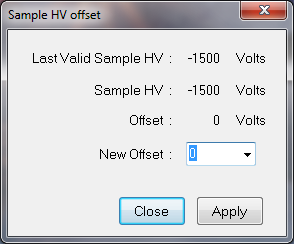 Sample HV offset
Last Valid Sample HV : -1500 Volts
Sample HV : -1500 Volts
Offset : 0 Volts
New Offset : 0
Close Apply